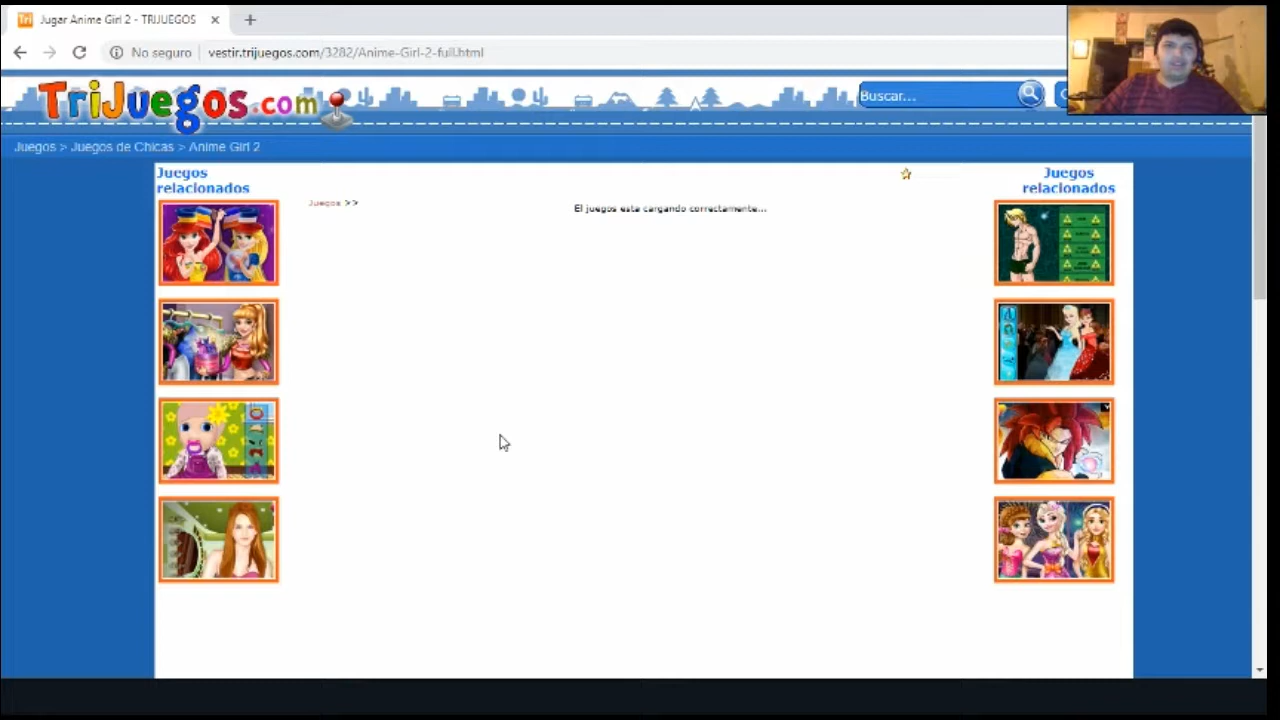 Jugar Anime Girl 2 - TRIJUEGOS
No seguro
vestir.trijuegos.com/3282/Anime-Girl-2-full.html
TriJuegos.com
Buscar...
Juegos > Juegos de Chicas > Anime Girl 2
Juegos
relacionados
Juegos >>
El juegos esta cargando correctamente...
Juegos
relacionados